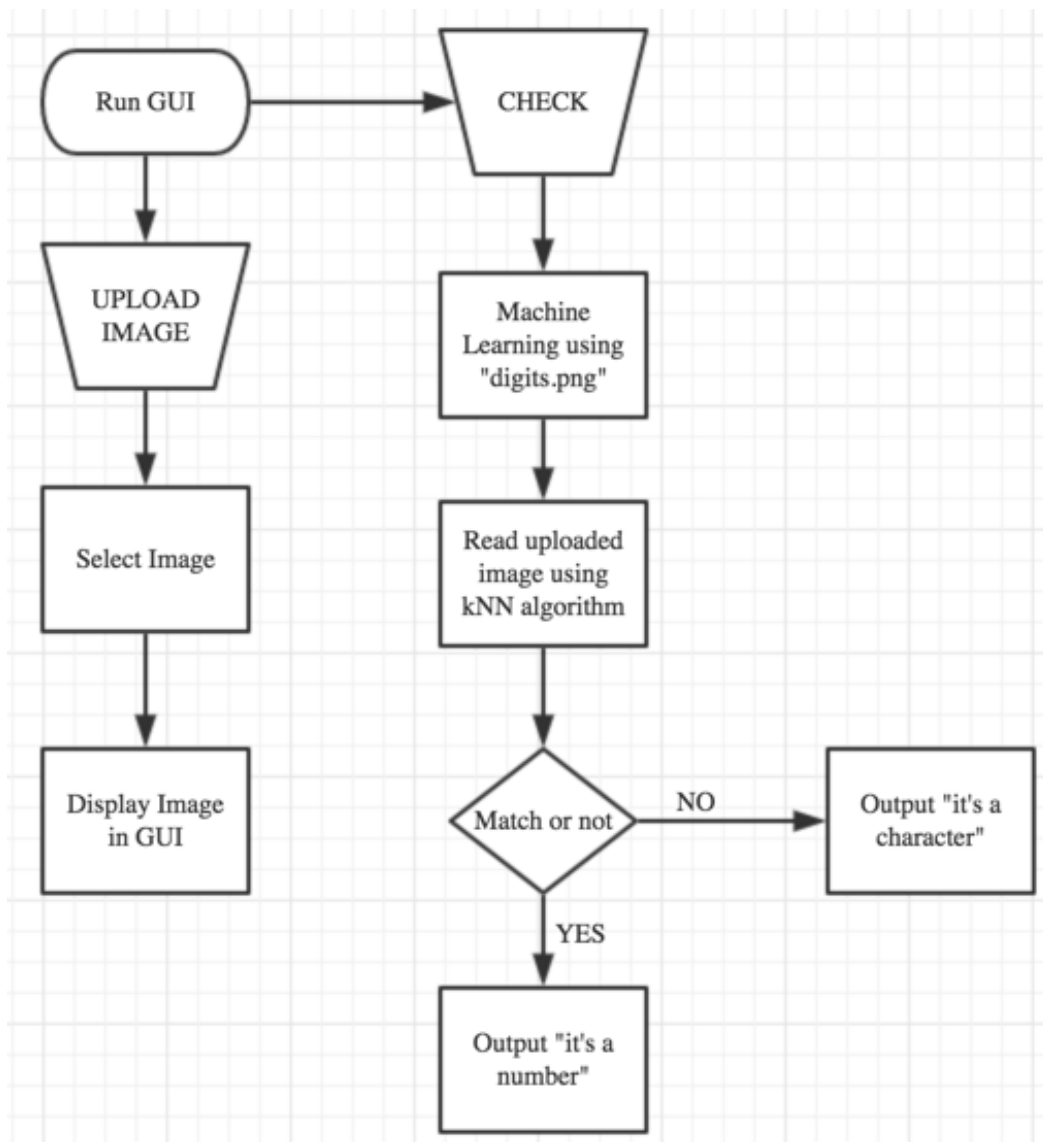 Run GUI
CHECK
UPLOAD
IMAGE
Machine
Learning using
"digits.png"
Select Image
Read uploaded
image using
kNN algorithm
Display Image
in GUI
Match or not
NO
Output "it's a
character"
YES
Output "it's a
number"